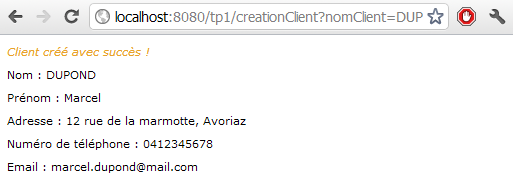 localhost:8080/tp1/creationClient?nomClient=DUP
Client créé avec succès !
Nom : DUPOND
Prénom : Marcel
Adresse : 12 rue de la marmotte, Avoriaz
Numéro de téléphone : 0412345678
Email : marcel.dupond@mail.com